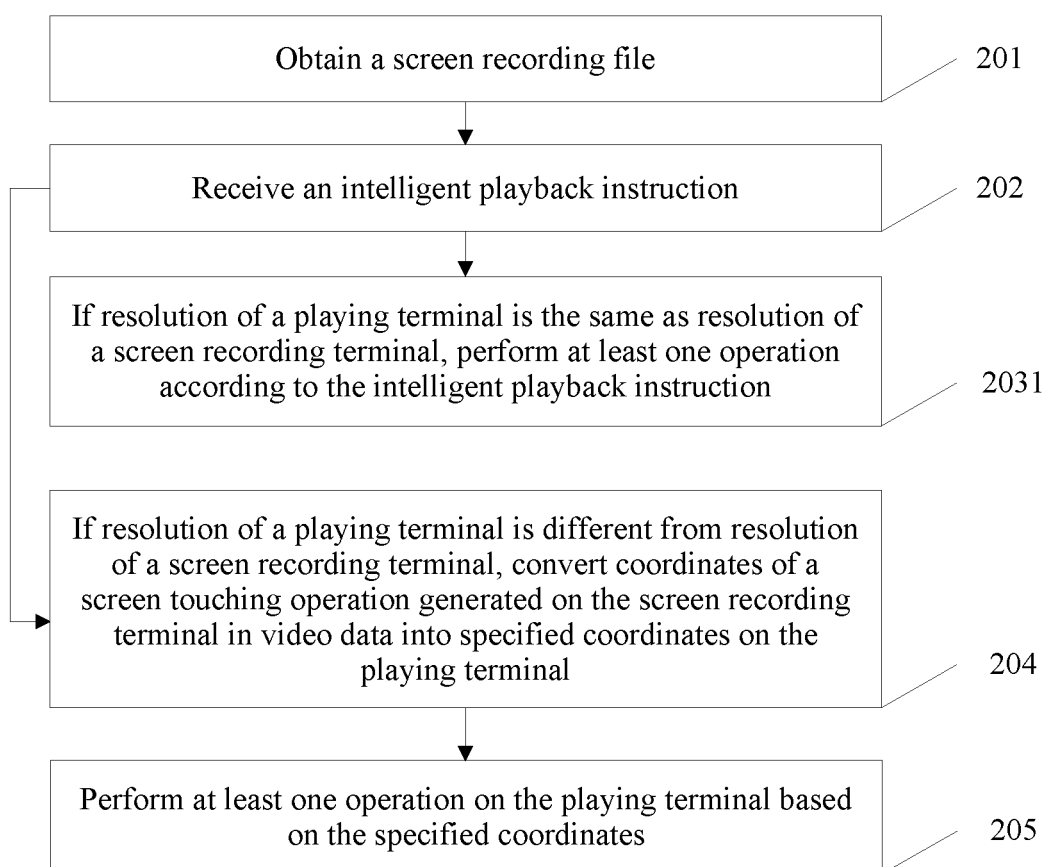 Obtain a screen recording file
201
Receive an intelligent playback instruction
202
If resolution of a playing terminal is the same as resolution of
a screen recording terminal, perform at least one operation
according to the intelligent playback instruction
2031
If resolution of a playing terminal is different from resolution
of a screen recording terminal, convert coordinates of a
screen touching operation generated on the screen recording
terminal in video data into specified coordinates on the
playing terminal
204
Perform at least one operation on the playing terminal based
on the specified coordinates
205